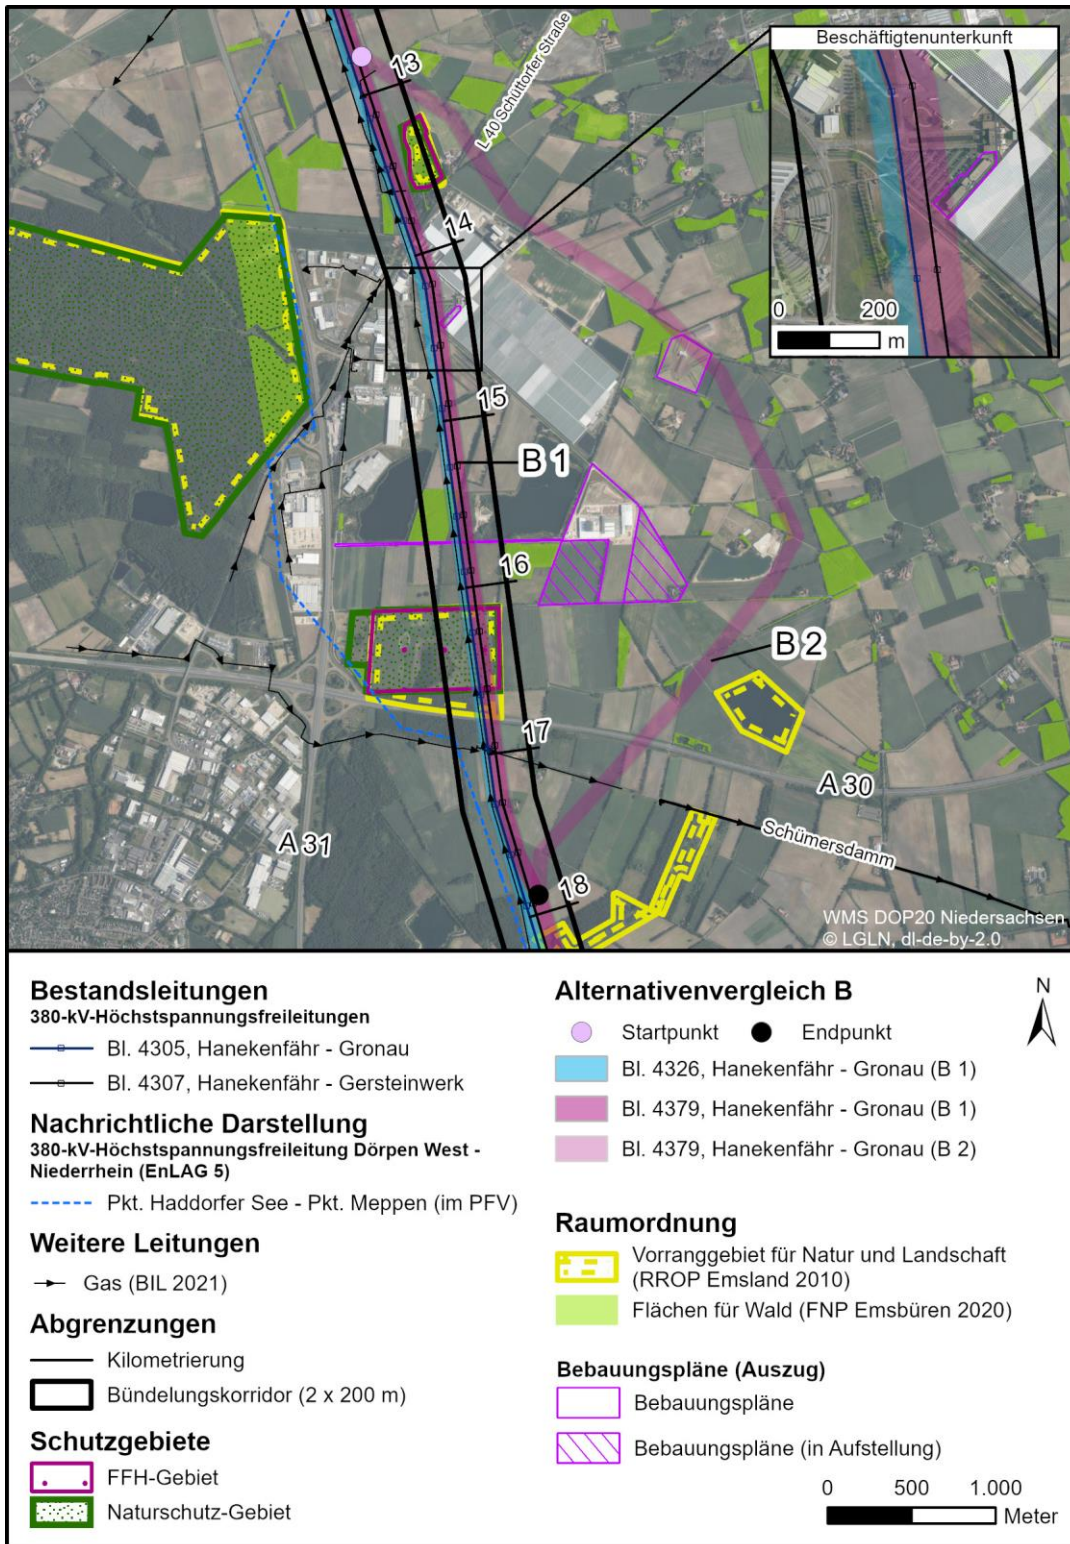 Beschäftigtenunterkunft
0
200
m
L 40 Schüttorfer Straße
13
14
15
B 1
16
B 2
17
A 30
A 31
Schümersdamm
18
WMS DOP20 Niedersachsen
© LGLN, dl-de-by-2.0
Bestandsleitungen
380-kV-Höchstspannungsfreileitungen
Bl. 4305, Hanekenfähr - Gronau
Bl. 4307, Hanekenfähr - Gersteinwerk
Nachrichtliche Darstellung
380-kV-Höchstspannungsfreileitung Dörpen West -
Niederrhein (EnLAG 5)
Pkt. Haddorfer See - Pkt. Meppen (im PFV)
Weitere Leitungen
Gas (BIL 2021)
Abgrenzungen
Kilometrierung
Bündelungskorridor (2 x 200 m)
Schutzgebiete
FFH-Gebiet
Naturschutz-Gebiet
Alternativenvergleich B
Startpunkt
Endpunkt
Bl. 4326, Hanekenfähr - Gronau (B 1)
Bl. 4379, Hanekenfähr - Gronau (B 1)
Bl. 4379, Hanekenfähr - Gronau (B 2)
N
Raumordnung
Vorranggebiet für Natur und Landschaft
(RROP Emsland 2010)
Flächen für Wald (FNP Emsbüren 2020)
Bebauungspläne (Auszug)
Bebauungspläne
Bebauungspläne (in Aufstellung)
0 500 1.000
Meter